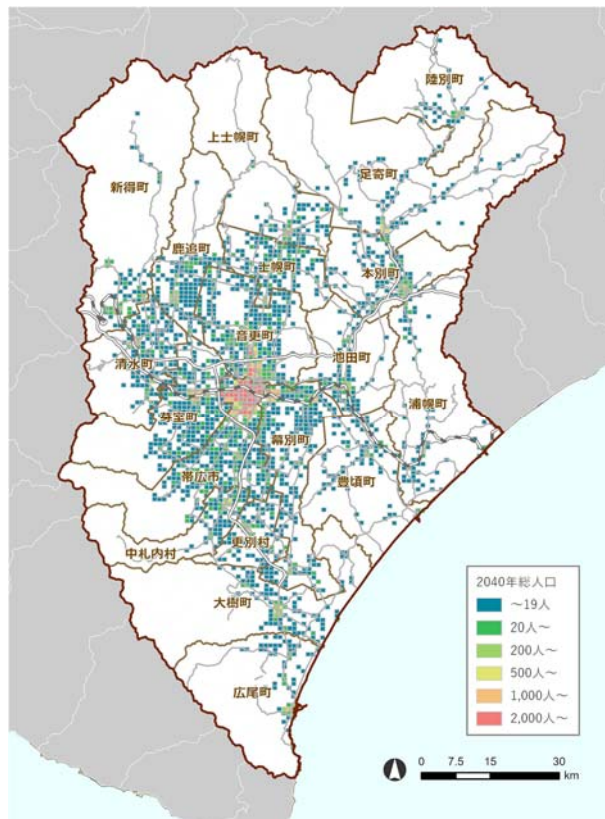 陸別町
上士幌町
足寄町
新得町
鹿追町
士幌町
本別町
音更町
池田町
清水町
浦幌町
芽室町
幕別町
帯広市
豊頃町
更別村
中札内村
大樹町
広尾町
2040年総人口
～19人
20人～
200人～
500人～
1,000人～
2,000人～
0 7.5 15 30
km